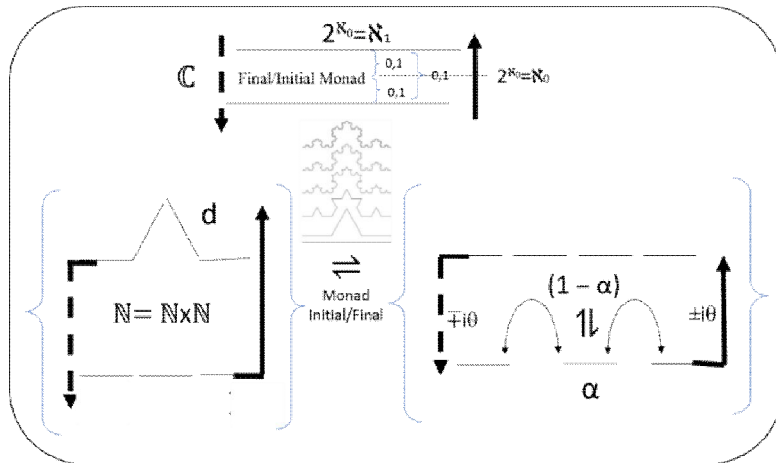 2^ℵ₀=ℵ₁
ℂ
Final/Initial Monad
0,1
0,1
0,1
2^ℵ₀=ℵ₀
d
ℕ= ℕxℕ
⇌
Monad
Initial/Final
(1 − α)
∓iθ
⥮
±iθ
α